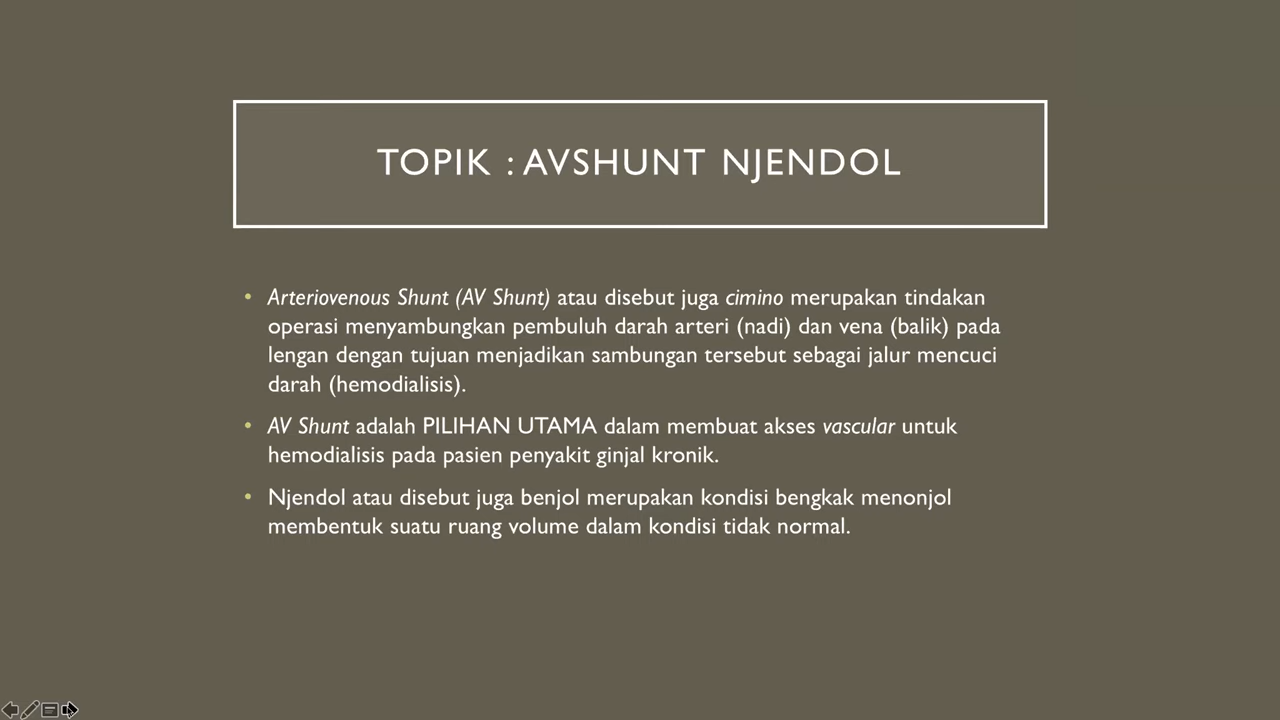 TOPIK : AVSHUNT NJENDOL
• Arteriovenous Shunt (AV Shunt) atau disebut juga cimino merupakan tindakan
operasi menyambungkan pembuluh darah arteri (nadi) dan vena (balik) pada
lengan dengan tujuan menjadikan sambungan tersebut sebagai jalur mencuci
darah (hemodialisis).
• AV Shunt adalah PILIHAN UTAMA dalam membuat akses vascular untuk
hemodialisis pada pasien penyakit ginjal kronik.
• Njendol atau disebut juga benjol merupakan kondisi bengkak menonjol
membentuk suatu ruang volume dalam kondisi tidak normal.